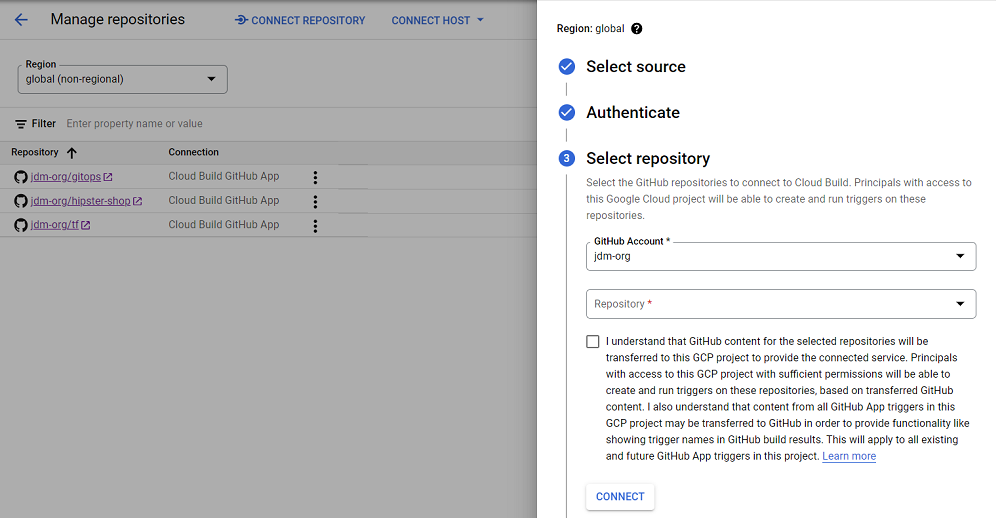 Manage repositories
CONNECT REPOSITORY
CONNECT HOST
Region
global (non-regional)
Filter Enter property name or value
Repository Connection
jdm-org/gitops Cloud Build GitHub App
jdm-org/hipster-shop Cloud Build GitHub App
jdm-org/tf Cloud Build GitHub App
Region: global ?
Select source
Authenticate
3 Select repository
Select the GitHub repositories to connect to Cloud Build. Principals with access to
this Google Cloud project will be able to create and run triggers on these
repositories.
GitHub Account *
jdm-org
Repository *
I understand that GitHub content for the selected repositories will be
transferred to this GCP project to provide the connected service. Principals
with access to this GCP project with sufficient permissions will be able to
create and run triggers on these repositories, based on transferred GitHub
content. I also understand that content from all GitHub App triggers in this
GCP project may be transferred to GitHub in order to provide functionality like
showing trigger names in GitHub build results. This will apply to all existing
and future GitHub App triggers in this project. Learn more
CONNECT